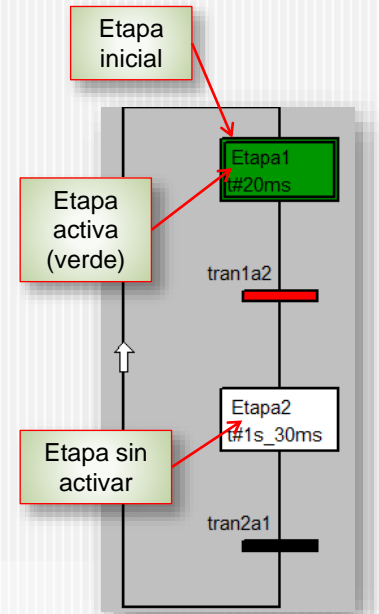 Etapa
inicial
Etapa1
t#20ms
Etapa
activa
(verde)
tran1a2
Etapa2
t#1s_30ms
Etapa sin
activar
tran2a1